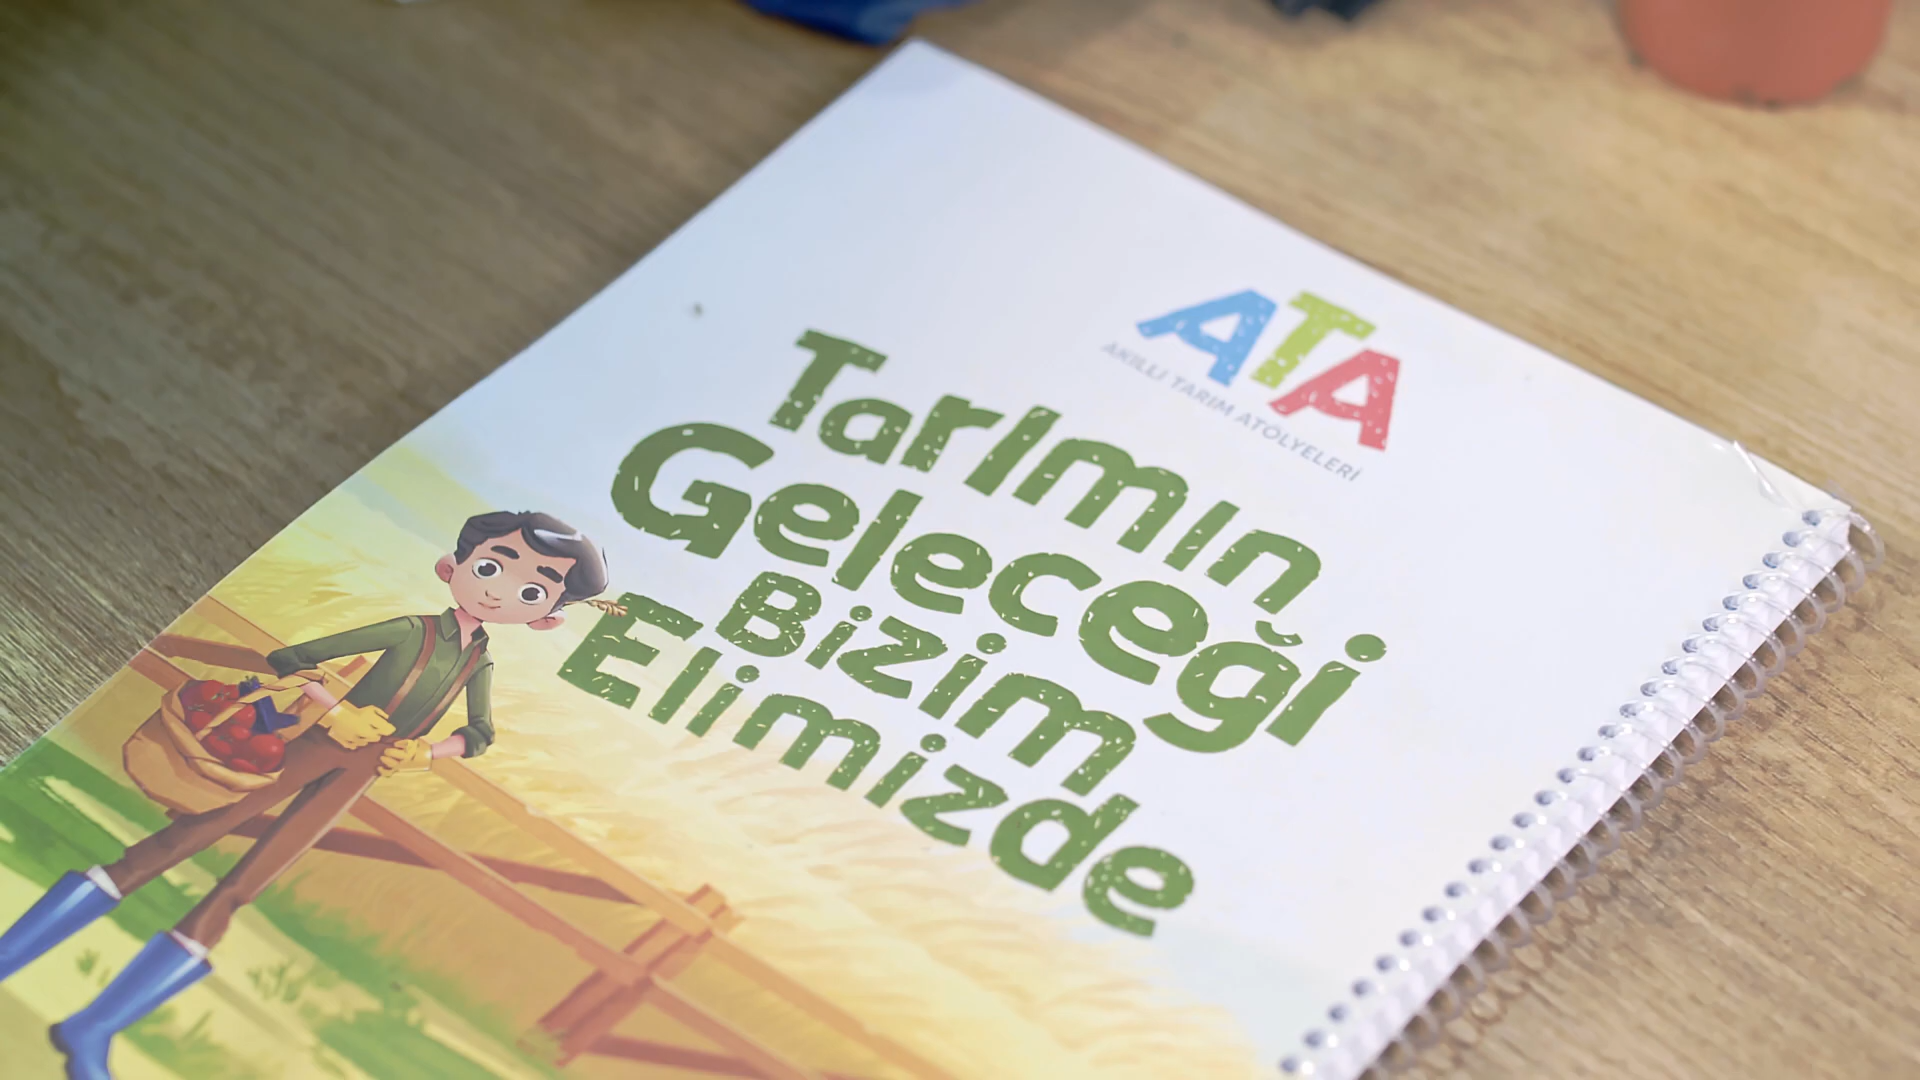 ATA
AKILLI TARIM ATÖLYELERİ
Tarımın
Geleceği
Bizim
Elimizde